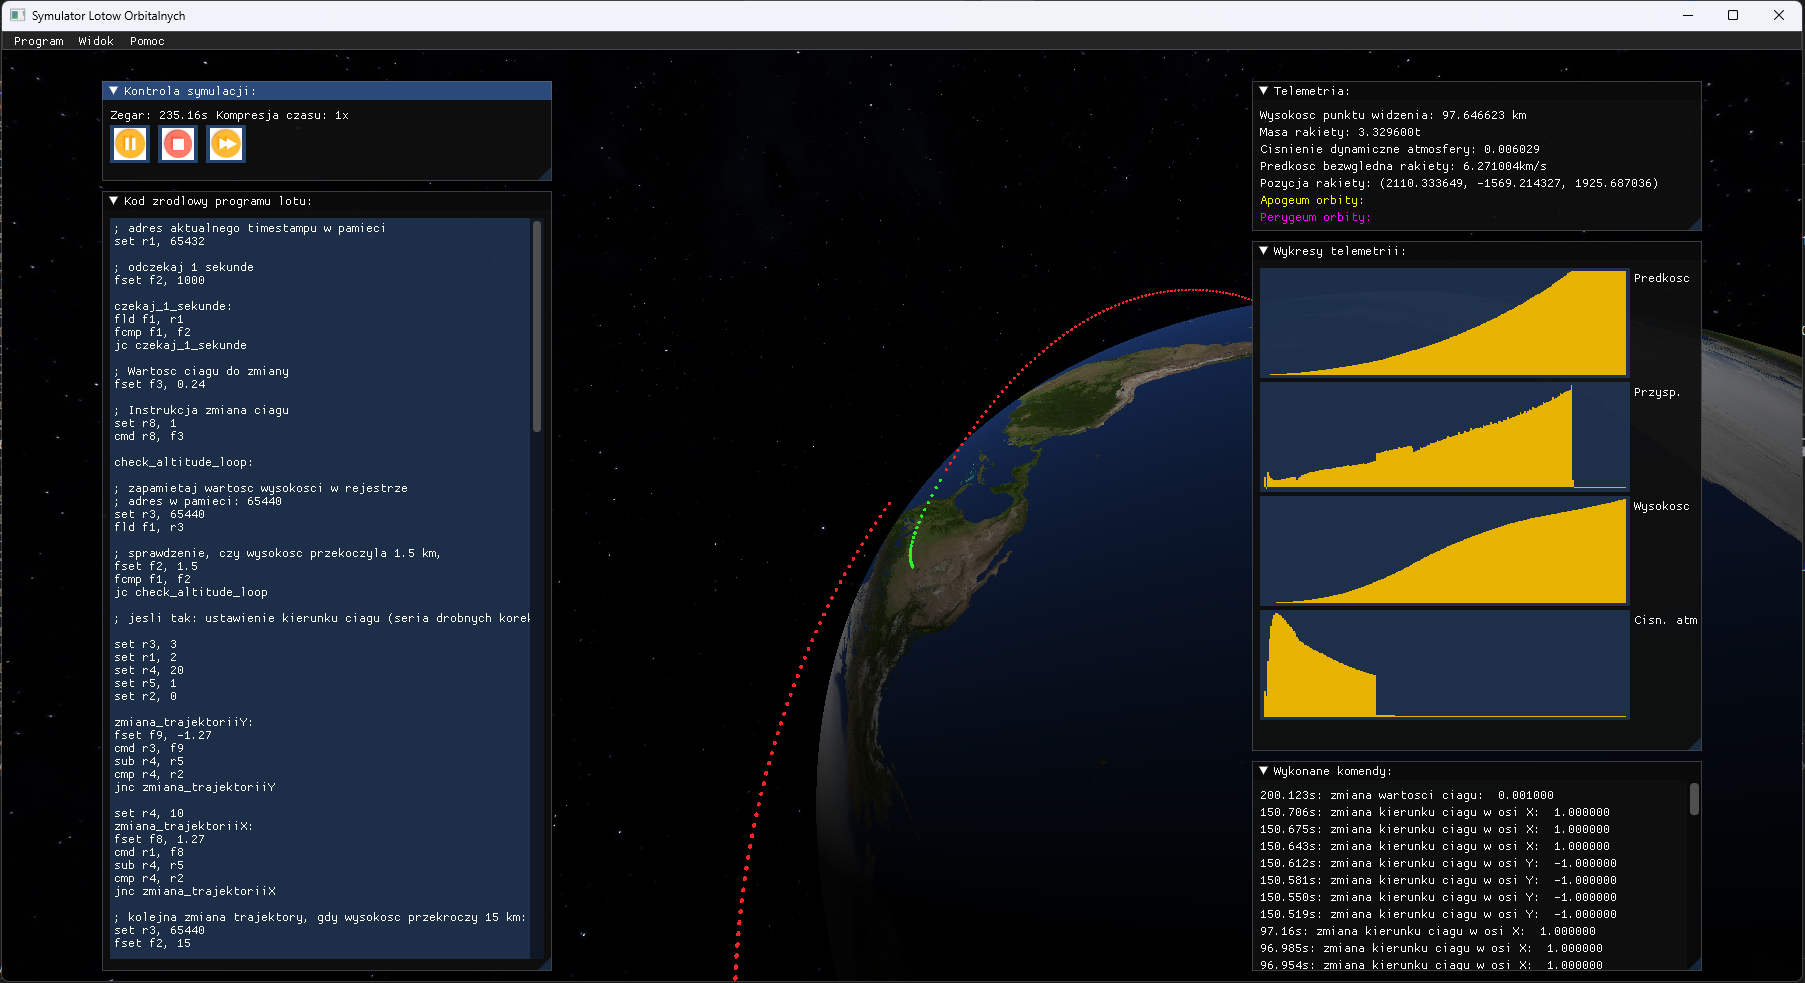 Symulator Lotow Orbitalnych
Program Widok Pomoc
Kontrola symulacji:
Zegar: 235.16s Kompresja czasu: 1x
Kod zrodlowy programu lotu:
; adres aktualnego timestampu w pamieci
set r1, 65432
; odczekaj 1 sekunde
fset f2, 1000
czekaj_1_sekunde:
fld f1, r1
fcmp f1, f2
jc czekaj_1_sekunde
; Wartosc ciagu do zmiany
fset f3, 0.24
; Instrukcja zmiana ciagu
set r8, 1
cmd r8, f3
check_altitude_loop:
; zapamietaj wartosc wysokosci w rejestrze
; adres w pamieci: 65440
set r3, 65440
fld f1, r3
; sprawdzenie, czy wysokosc przekoczyla 1.5 km,
fset f2, 1.5
fcmp f1, f2
jc check_altitude_loop
; jesli tak: ustawienie kierunku ciagu (seria drobnych korek
set r3, 3
set r1, 2
set r4, 20
set r5, 1
set r2, 0
zmiana_trajektoriiY:
fset f9, -1.27
cmd r3, f9
sub r4, r5
cmp r4, r2
jnc zmiana_trajektoriiY
set r4, 10
zmiana_trajektoriiX:
fset f8, 1.27
cmd r1, f8
sub r4, r5
cmp r4, r2
jnc zmiana_trajektoriiX
; kolejna zmiana trajektory, gdy wysokosc przekroczy 15 km:
set r3, 65440
fset f2, 15
Telemetria:
Wysokosc punktu widzenia: 97.646623 km
Masa rakiety: 3.329600t
Cisnienie dynamiczne atmosfery: 0.006029
Predkosc bezwgledna rakiety: 6.271004km/s
Pozycja rakiety: (2110.333649, -1569.214327, 1925.687036)
Apogeum orbity:
Perygeum orbity:
Wykresy telemetrii:
Predkosc
Przysp.
Wysokosc
Cisn. atm
Wykonane komendy:
200.123s: zmiana wartosci ciagu: 0.001000
150.706s: zmiana kierunku ciagu w osi X: 1.000000
150.675s: zmiana kierunku ciagu w osi X: 1.000000
150.643s: zmiana kierunku ciagu w osi X: 1.000000
150.612s: zmiana kierunku ciagu w osi Y: -1.000000
150.581s: zmiana kierunku ciagu w osi Y: -1.000000
150.550s: zmiana kierunku ciagu w osi Y: -1.000000
150.519s: zmiana kierunku ciagu w osi Y: -1.000000
97.16s: zmiana kierunku ciagu w osi X: 1.000000
96.985s: zmiana kierunku ciagu w osi X: 1.000000
96.954s: zmiana kierunku ciagu w osi X: 1.000000